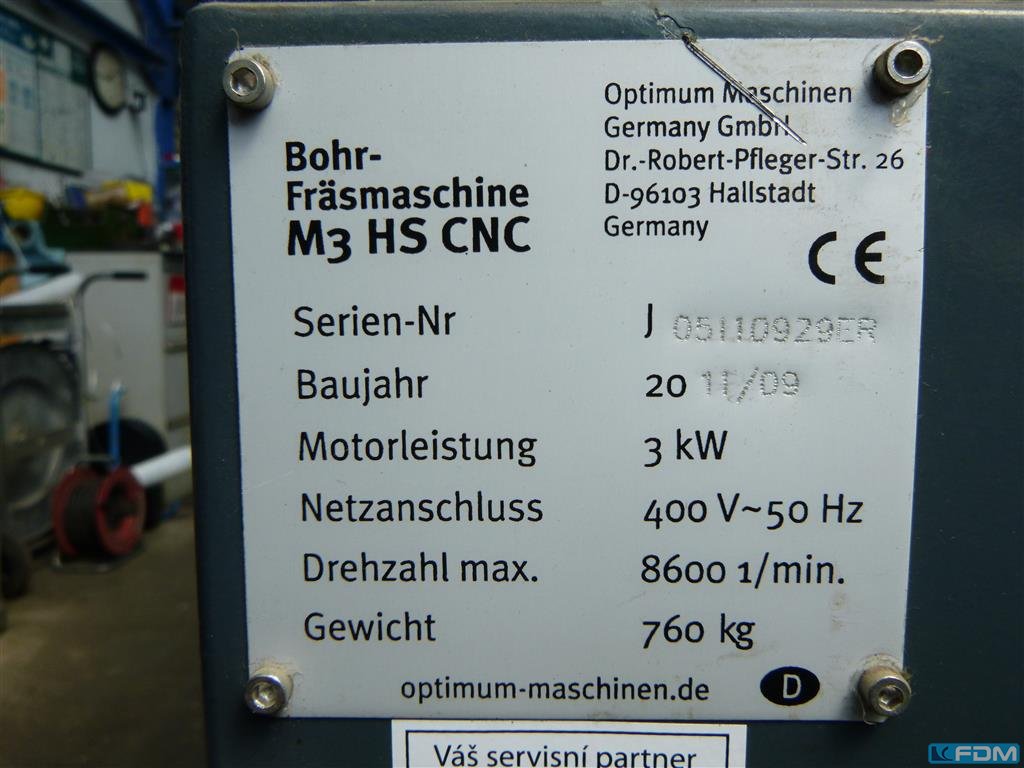 Optimum Maschinen
Germany GmbH
Dr.-Robert-Pfleger-Str. 26
D-96103 Hallstadt
Germany
CE
Bohr-
Fräsmaschine
M3 HS CNC
Serien-Nr J 05110929ER
Baujahr 20 11/09
Motorleistung 3 kW
Netzanschluss 400 V~50 Hz
Drehzahl max. 8600 1/min.
Gewicht 760 kg
optimum-maschinen.de D
Váš servisní partner
FDM